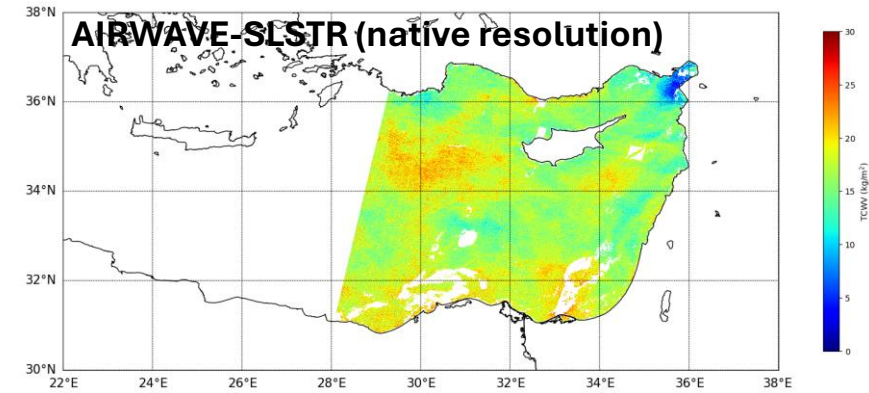 AIRWAVE-SLSTR (native resolution)
38°N
36°N
34°N
32°N
30°N
22°E 24°E 26°E 28°E 30°E 32°E 34°E 36°E 38°E
30
25
20
15
10
5
0
TCWV (kg/m²)